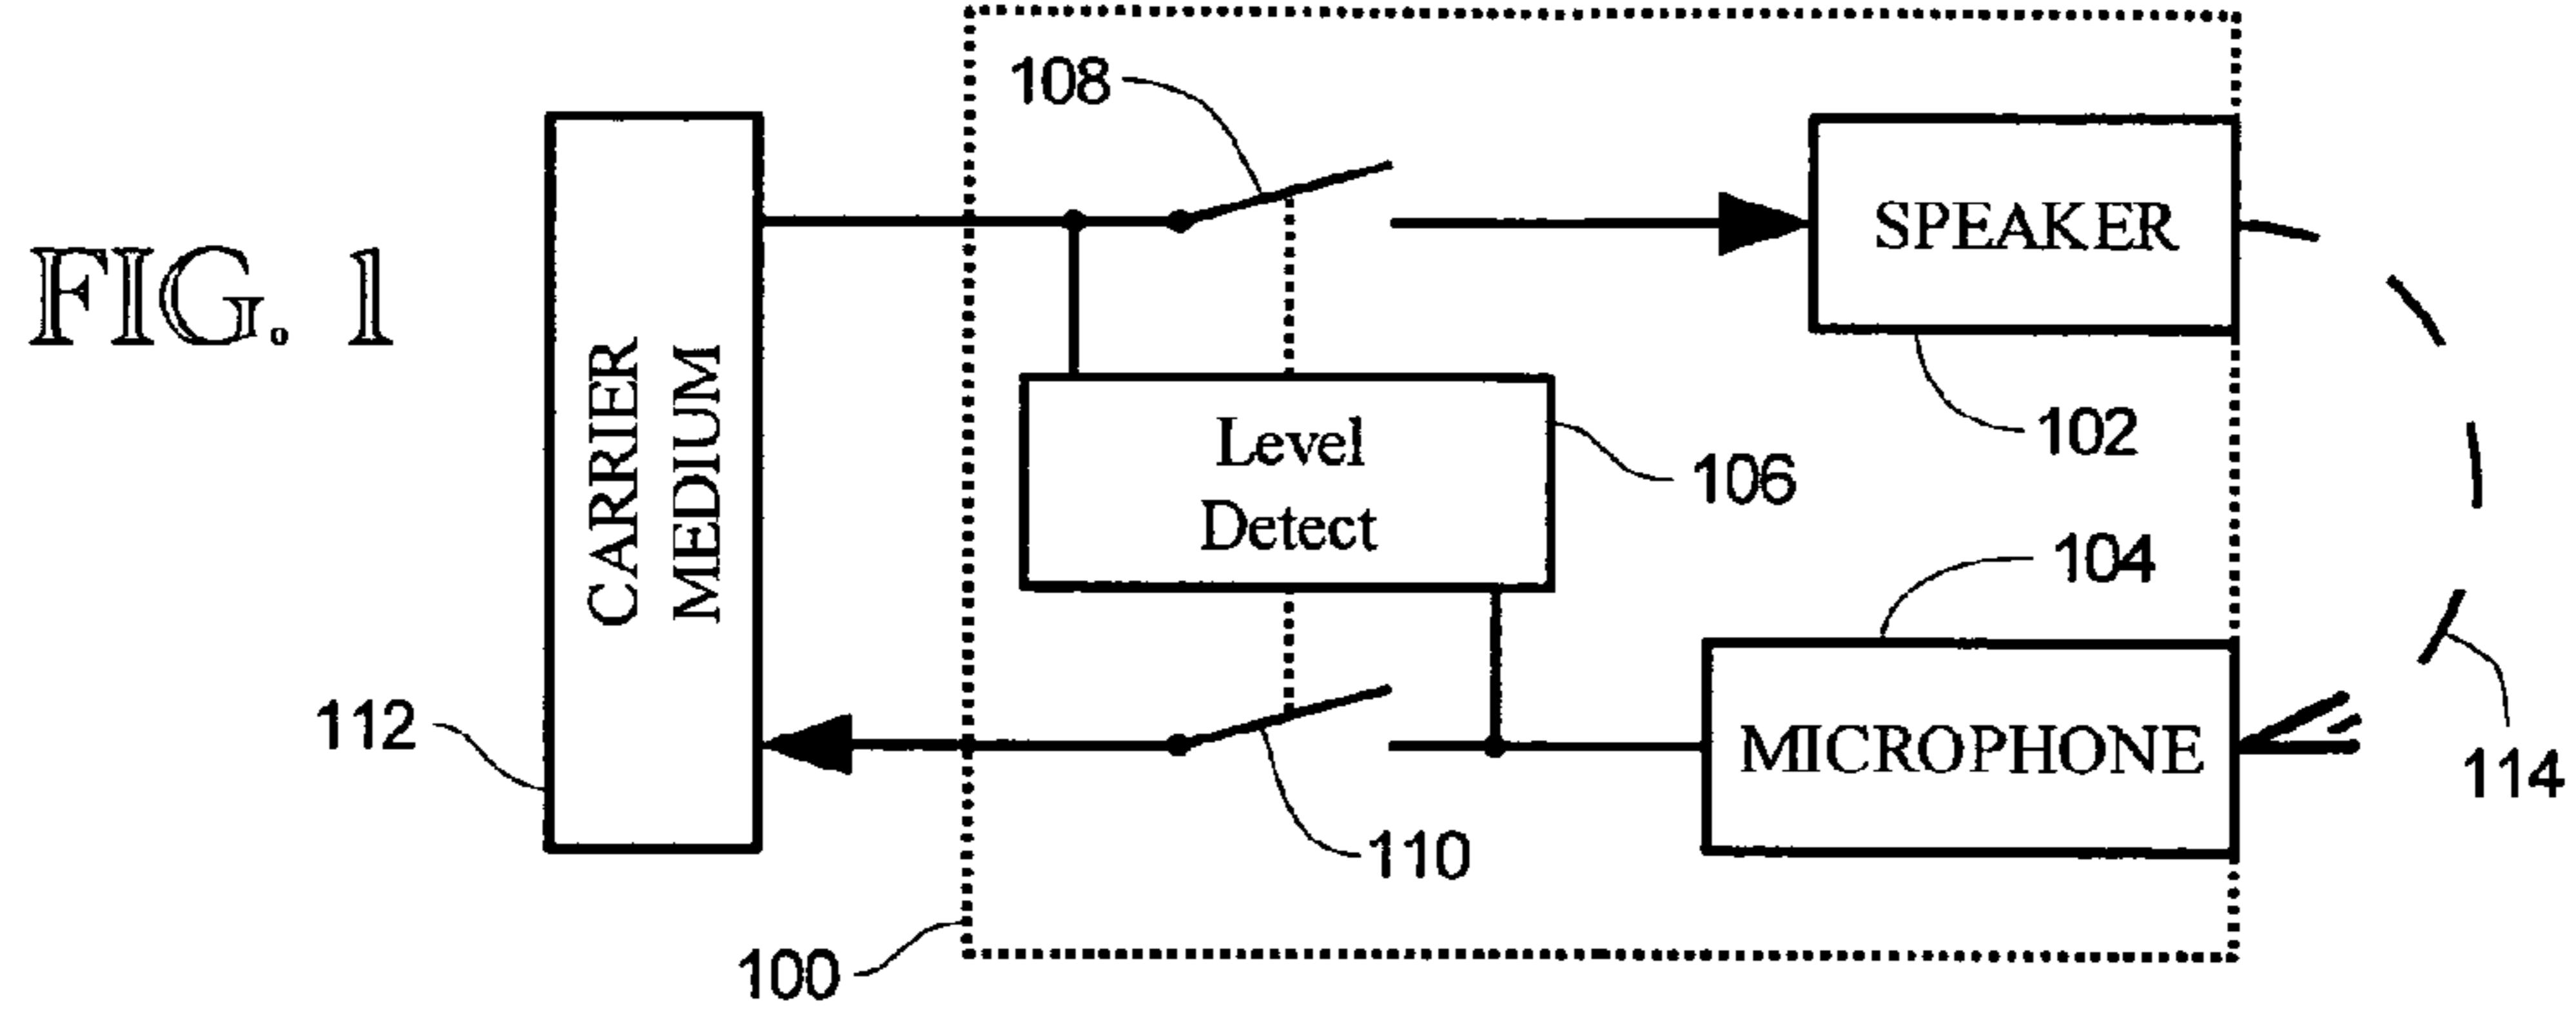 FIG. 1
108
CARRIER
MEDIUM
SPEAKER
102
Level
Detect
106
104
MICROPHONE
112
110
114
100